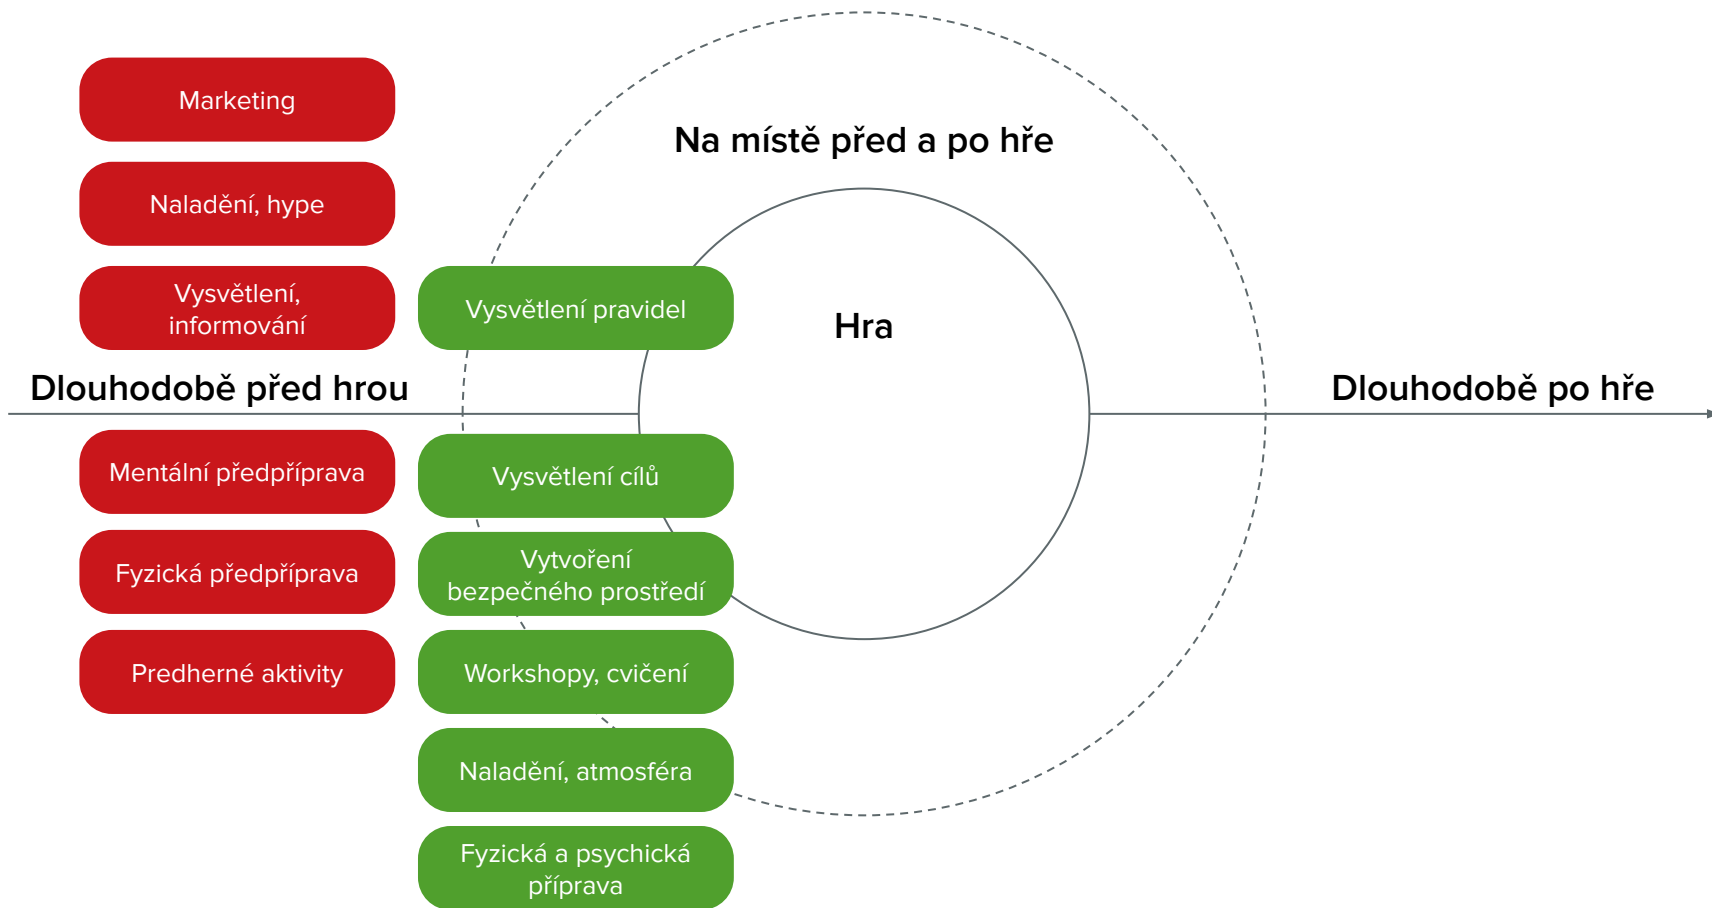 Marketing
Naladění, hype
Vysvětlení,
informování
Dlouhodobě před hrou
Mentální předpříprava
Fyzická předpříprava
Predherné aktivity
Vysvětlení pravidel
Vysvětlení cílů
Vytvoření
bezpečného prostředí
Workshopy, cvičení
Naladění, atmosféra
Fyzická a psychická
příprava
Na místě před a po hře
Hra
Dlouhodobě po hře